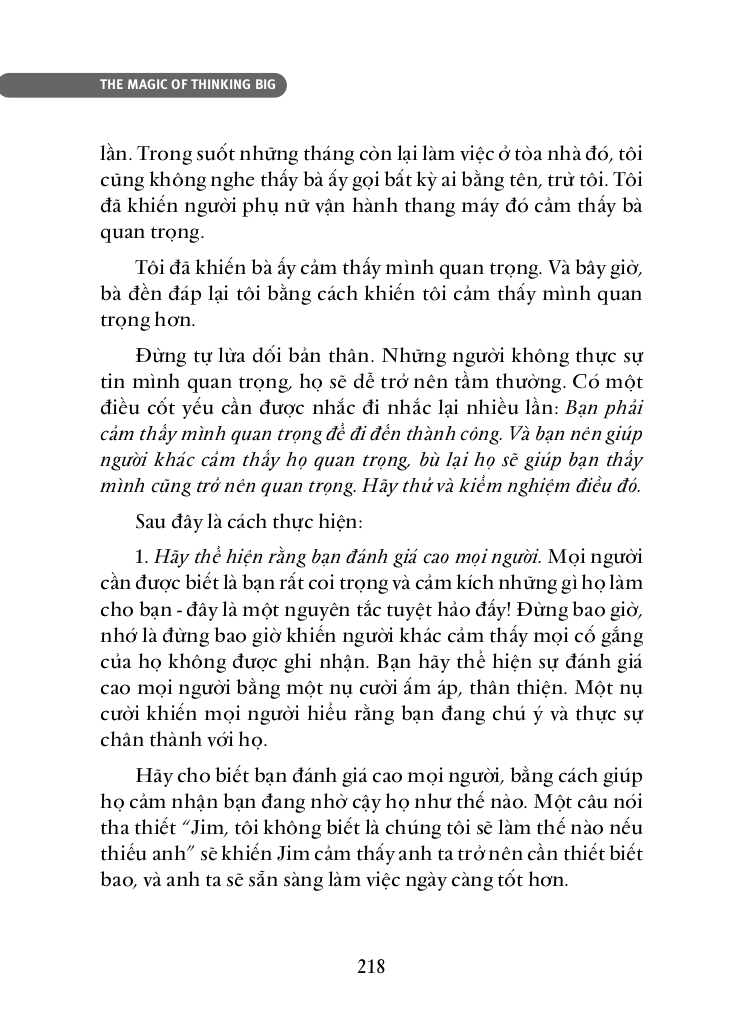 THE MAGIC OF THINKING BIG
lần. Trong suốt những tháng còn lại làm việc ở tòa nhà đó, tôi
cũng không nghe thấy bà ấy gọi bất kỳ ai bằng tên, trừ tôi. Tôi
đã khiến người phụ nữ vận hành thang máy đó cảm thấy bà
quan trọng.
Tôi đã khiến bà ấy cảm thấy mình quan trọng. Và bây giờ,
bà đền đáp lại tôi bằng cách khiến tôi cảm thấy mình quan
trọng hơn.
Đừng tự lừa dối bản thân. Những người không thực sự
tin mình quan trọng, họ sẽ dễ trở nên tầm thường. Có một
điều cốt yếu cần được nhắc đi nhắc lại nhiều lần: Bạn phải
cảm thấy mình quan trọng để đi đến thành công. Và bạn nên giúp
người khác cảm thấy họ quan trọng, bù lại họ sẽ giúp bạn thấy
mình cũng trở nên quan trọng. Hãy thử và kiểm nghiệm điều đó.
Sau đây là cách thực hiện:
1. Hãy thể hiện rằng bạn đánh giá cao mọi người. Mọi người
cần được biết là bạn rất coi trọng và cảm kích những gì họ làm
cho bạn - đây là một nguyên tắc tuyệt hảo đấy! Đừng bao giờ,
nhớ là đừng bao giờ khiến người khác cảm thấy mọi cố gắng
của họ không được ghi nhận. Bạn hãy thể hiện sự đánh giá
cao mọi người bằng một nụ cười ấm áp, thân thiện. Một nụ
cười khiến mọi người hiểu rằng bạn đang chú ý và thực sự
chân thành với họ.
Hãy cho biết bạn đánh giá cao mọi người, bằng cách giúp
họ cảm nhận bạn đang nhờ cậy họ như thế nào. Một câu nói
tha thiết “Jim, tôi không biết là chúng tôi sẽ làm thế nào nếu
thiếu anh” sẽ khiến Jim cảm thấy anh ta trở nên cần thiết biết
bao, và anh ta sẽ sẵn sàng làm việc ngày càng tốt hơn.
218